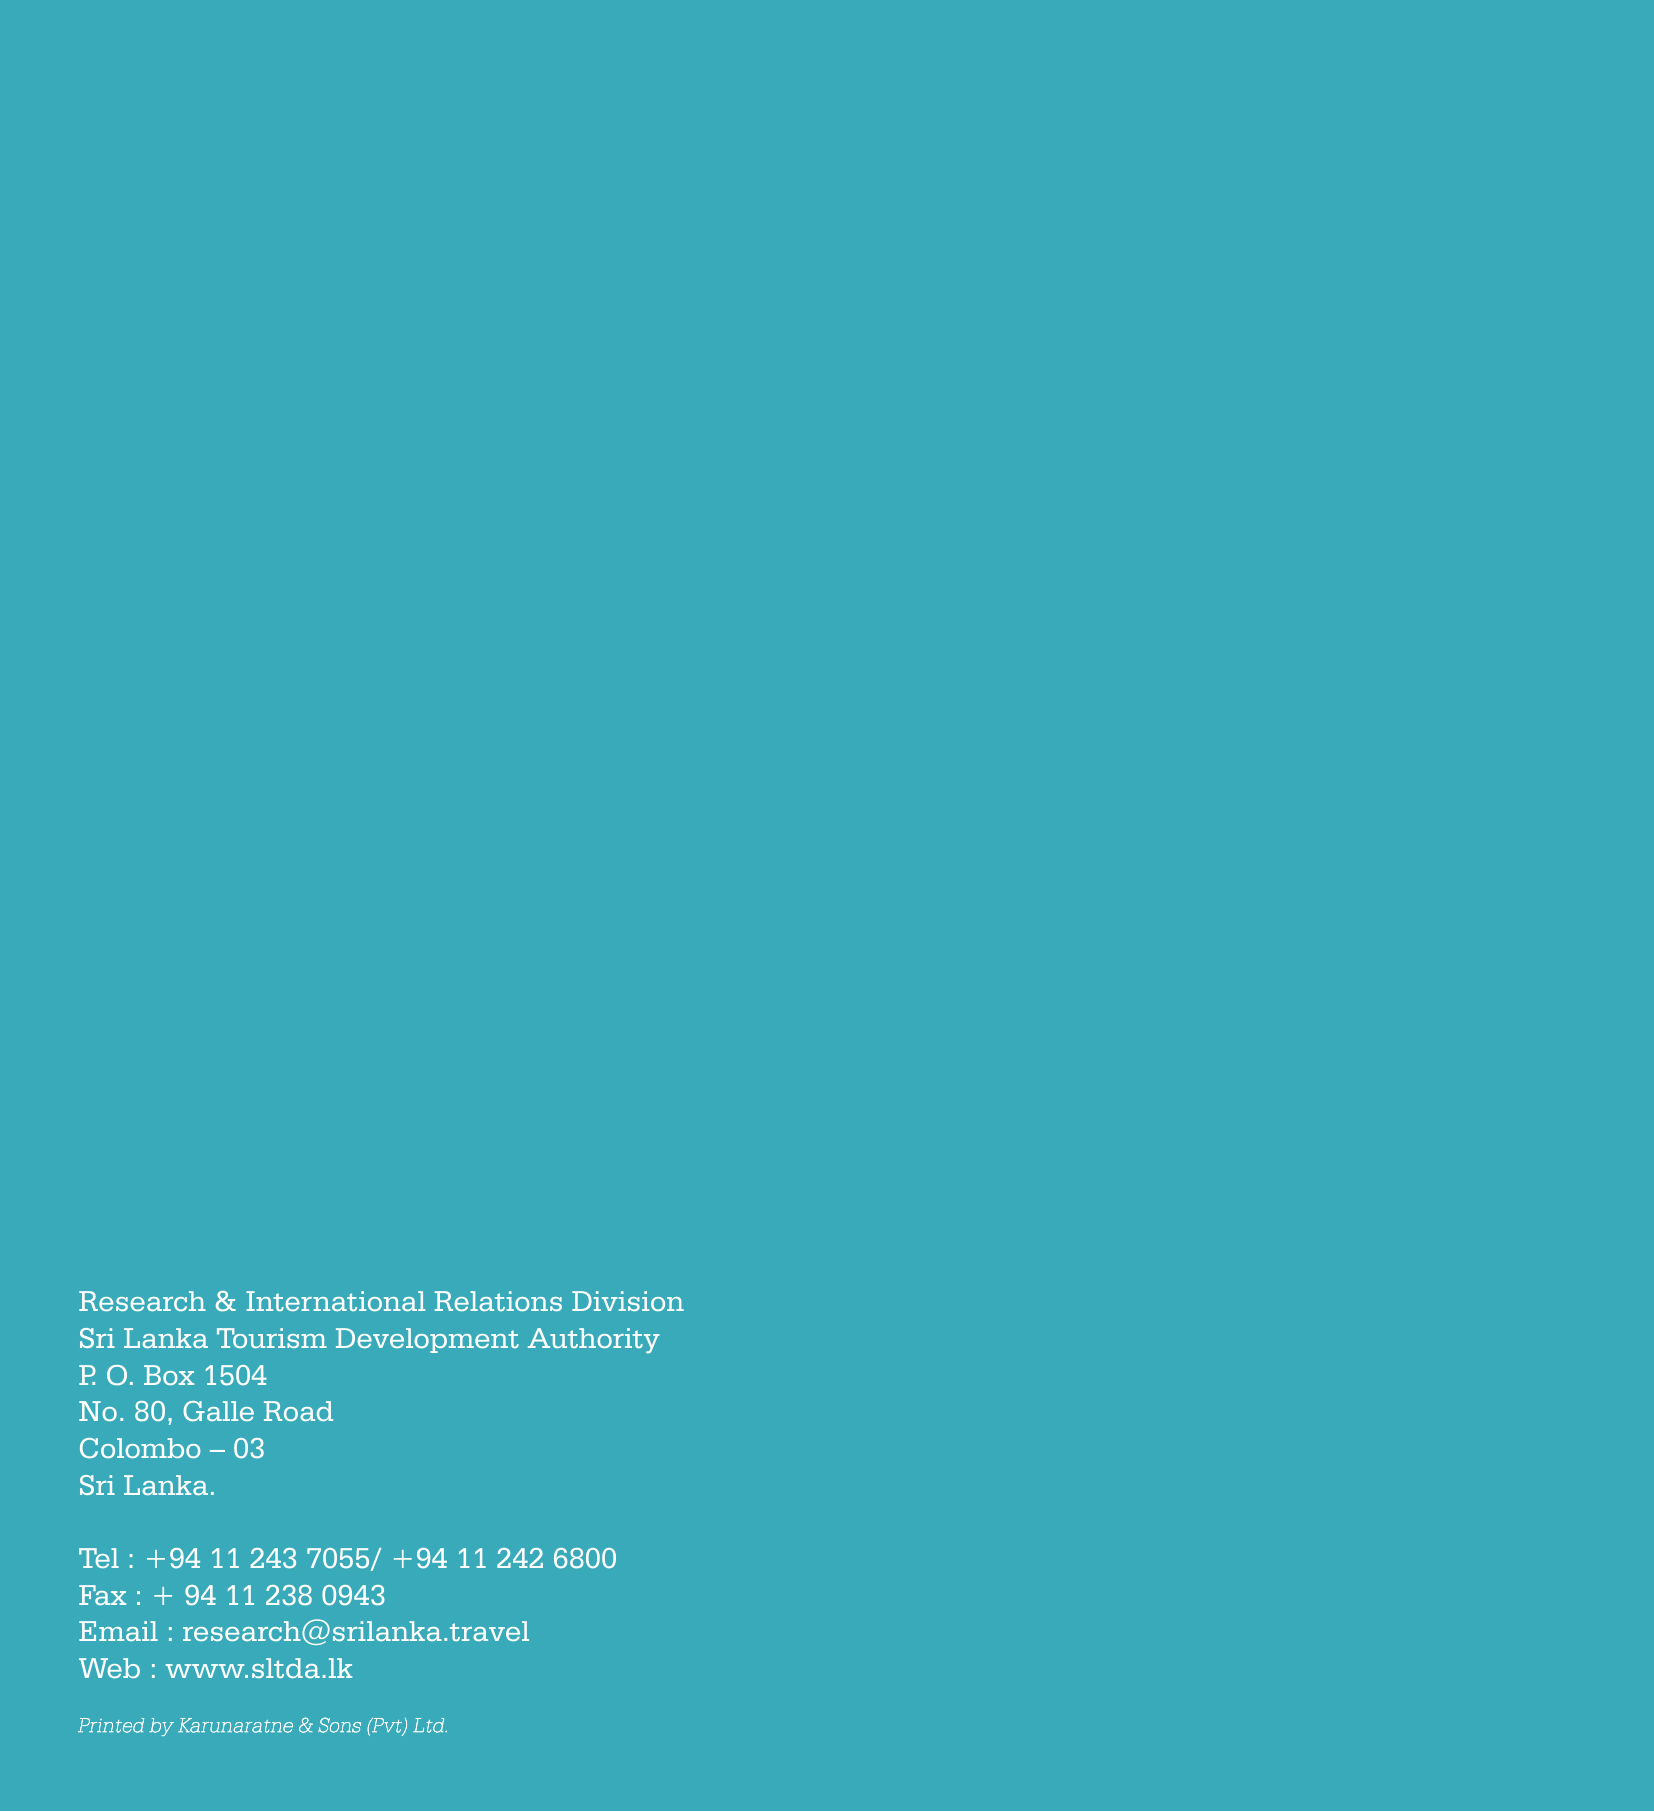 Research & International Relations Division
Sri Lanka Tourism Development Authority
P. O. Box 1504
No. 80, Galle Road
Colombo – 03
Sri Lanka.
Tel : +94 11 243 7055/ +94 11 242 6800
Fax : + 94 11 238 0943
Email : research@srilanka.travel
Web : www.sltda.lk
Printed by Karunaratne & Sons (Pvt) Ltd.